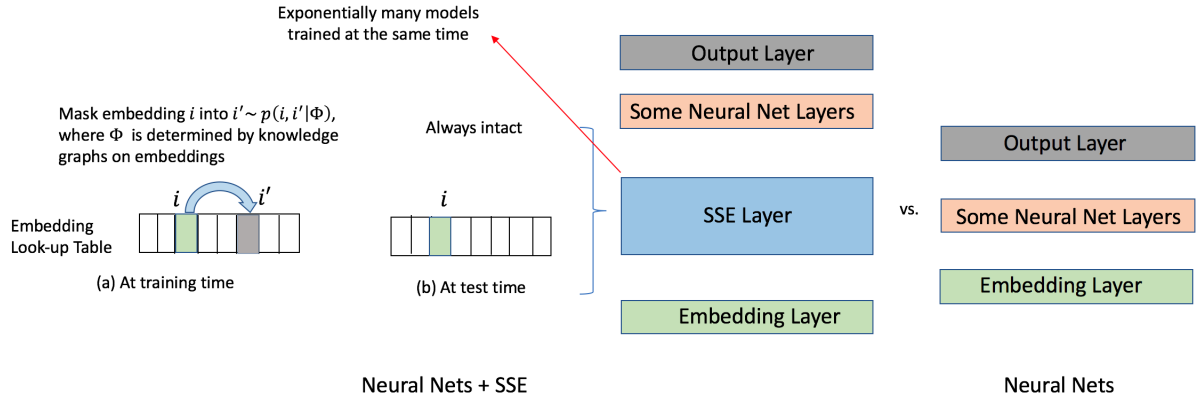 Exponentially many models
trained at the same time
Mask embedding i into i′~ p(i, i′|Φ),
where Φ is determined by knowledge
graphs on embeddings
i
i′
Embedding
Look-up Table
(a) At training time
Always intact
i
(b) At test time
Output Layer
Some Neural Net Layers
SSE Layer
Embedding Layer
vs.
Output Layer
Some Neural Net Layers
Embedding Layer
Neural Nets + SSE
Neural Nets